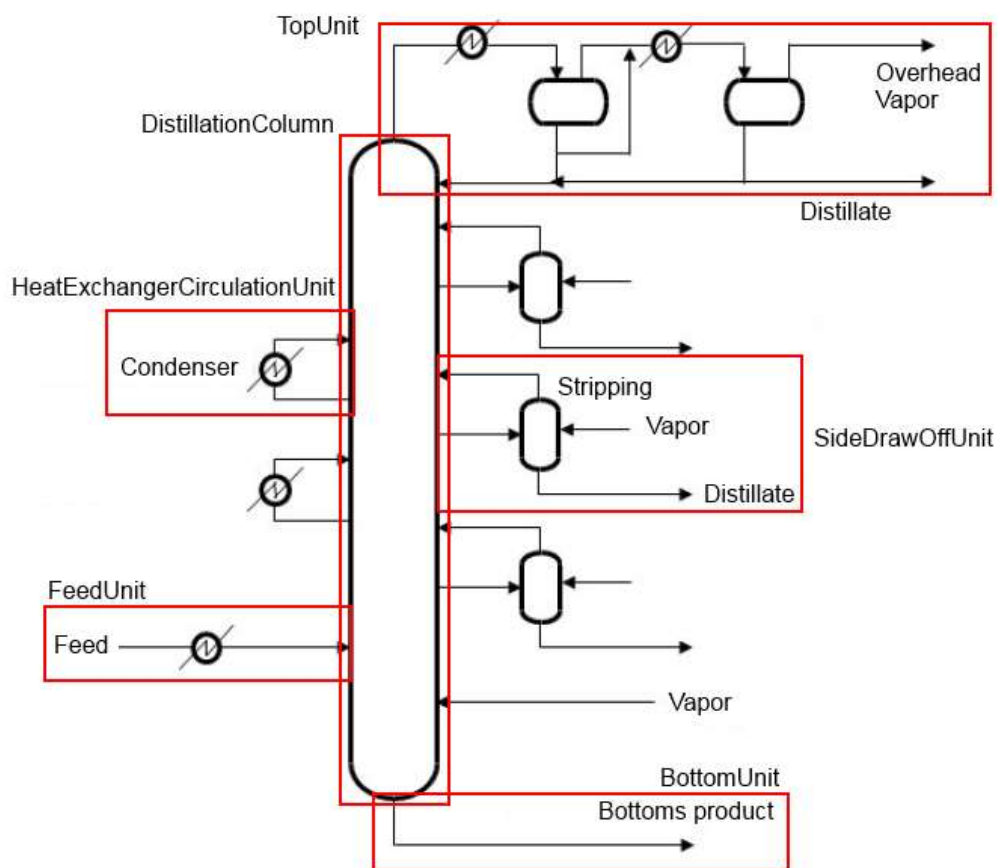 TopUnit
Overhead
Vapor
DistillationColumn
Distillate
HeatExchangerCirculationUnit
Condenser
Stripping
Vapor
SideDrawOffUnit
Distillate
FeedUnit
Feed
Vapor
BottomUnit
Bottoms product